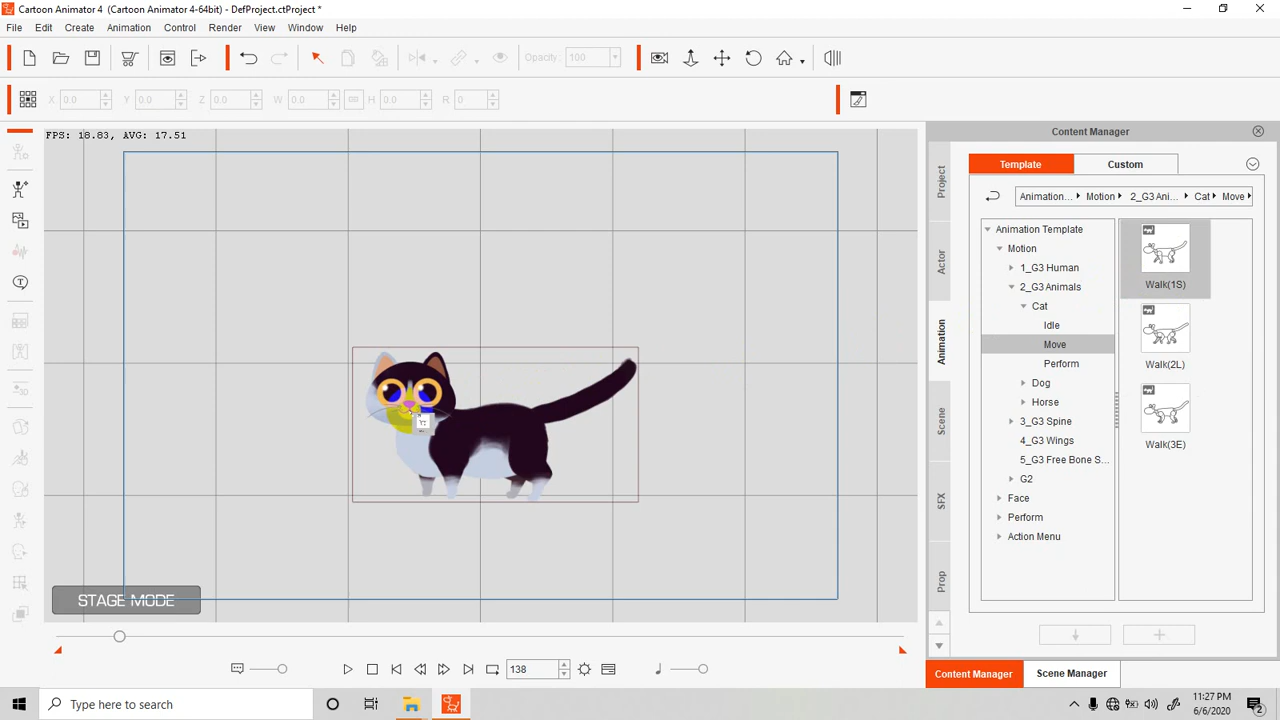 Cartoon Animator 4 (Cartoon Animator 4-64bit) - DefProject.ctProject *
File Edit Create Animation Control Render View Window Help
Opacity: 100
X 0.0 Y 0.0 Z 0.0 W 0.0 H 0.0 R 0
FPS: 18.83, AVG: 17.51
Content Manager
Template Custom
Animation... Motion 2_G3 Ani... Cat Move
Project
Actor
Animation
Scene
SFX
Prop
Animation Template
Motion
1_G3 Human
2_G3 Animals
Cat
Idle
Move
Perform
Dog
Horse
3_G3 Spine
4_G3 Wings
5_G3 Free Bone S...
G2
Face
Perform
Action Menu
Walk(1S)
Walk(2L)
Walk(3E)
STAGE MODE
138
Content Manager Scene Manager
Type here to search
11:27 PM
6/6/2020
2